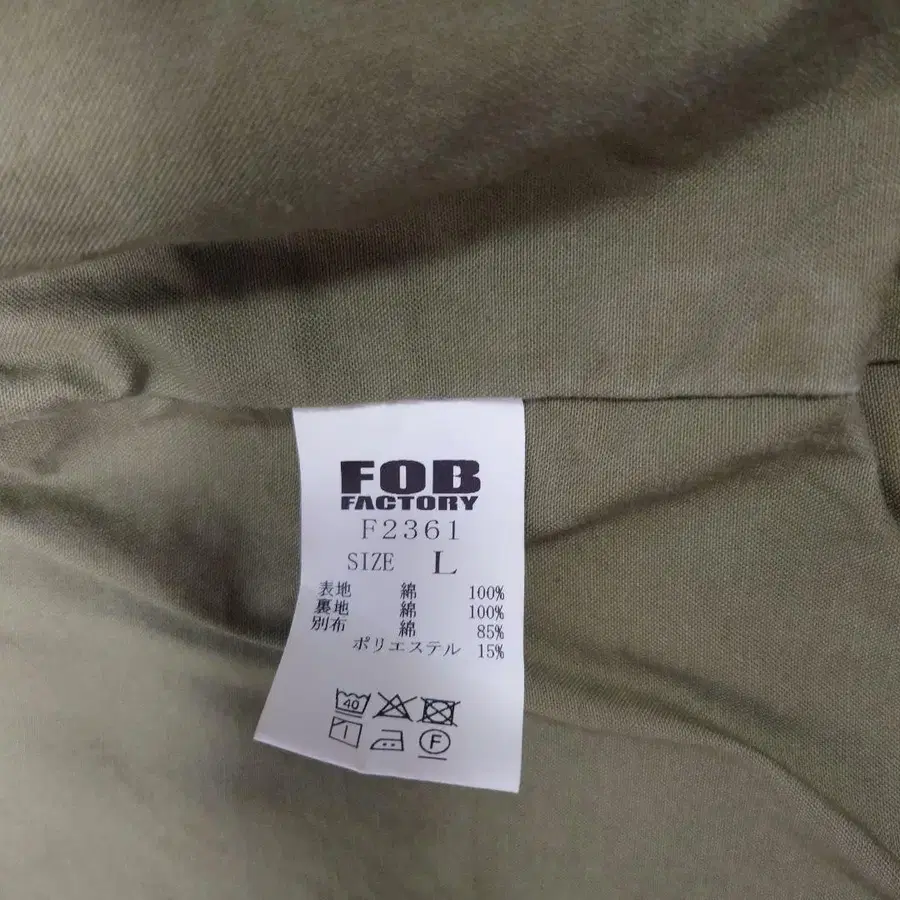 FOB
FACTORY
F2361
SIZE L
表地 綿 100%
裏地 綿 100%
別布 綿 85%
ポリエステル 15%
40
F